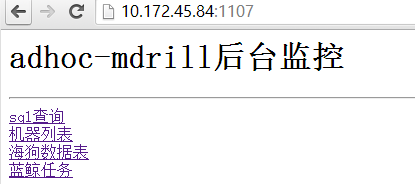 10.172.45.84:1107
adhoc-mdrill后台监控
sql查询
机器列表
海狗数据表
蓝鲸任务